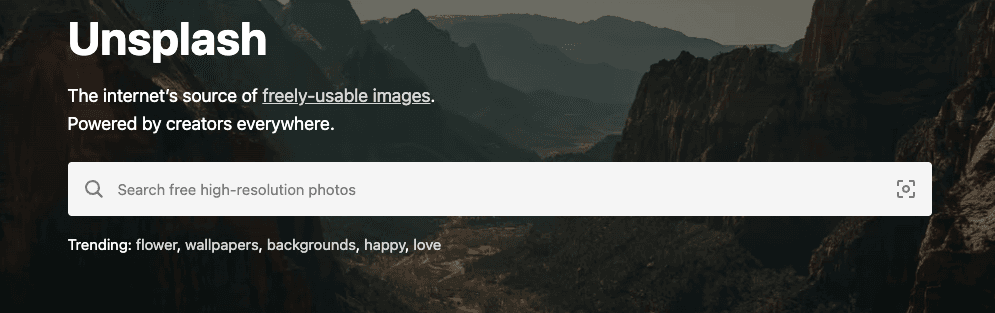 Unsplash
The internet’s source of freely-usable images.
Powered by creators everywhere.
Search free high-resolution photos
Trending: flower, wallpapers, backgrounds, happy, love